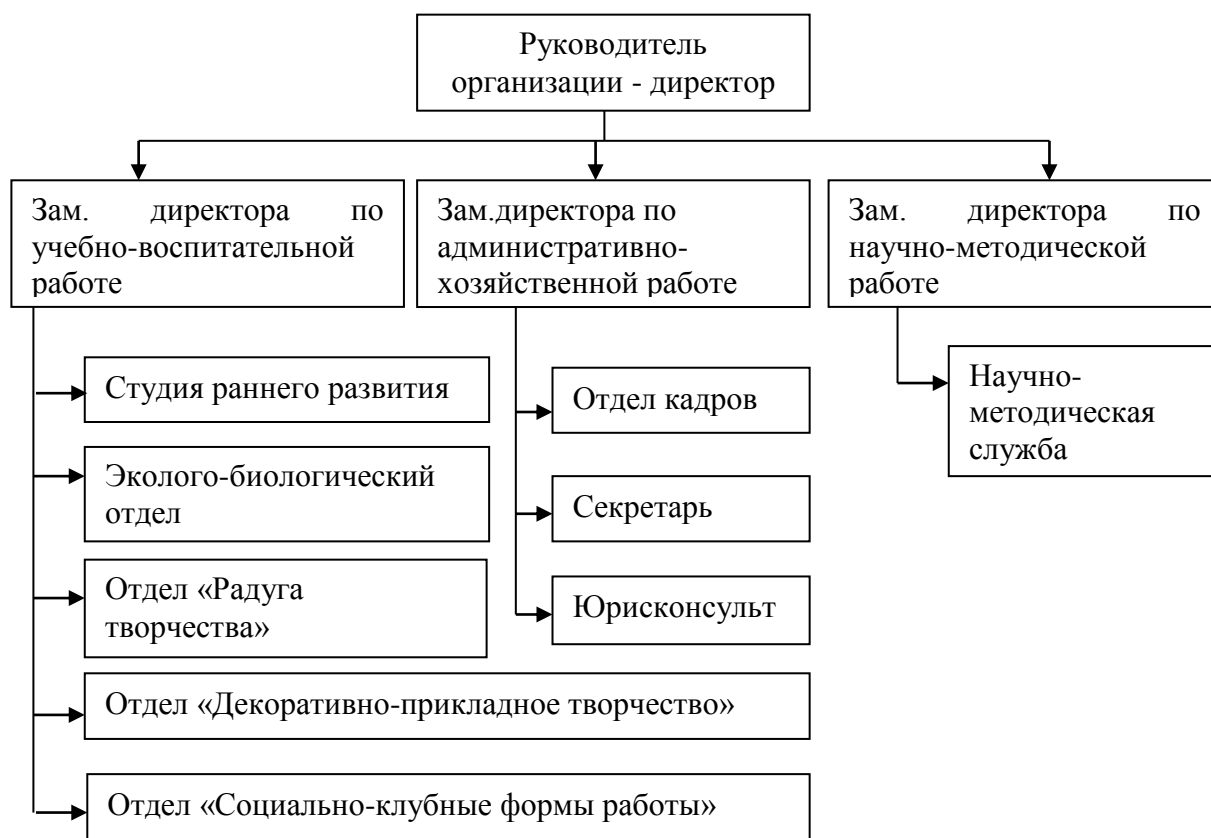 Руководитель
организации - директор
Зам. директора по
учебно-воспитательной
работе
Зам.директора по
административно-
хозяйственной работе
Зам. директора по
научно-методической
работе
Студия раннего развития
Эколого-биологический
отдел
Отдел «Радуга
творчества»
Отдел «Декоративно-прикладное творчество»
Отдел «Социально-клубные формы работы»
Отдел кадров
Секретарь
Юрисконсульт
Научно-
методическая
служба